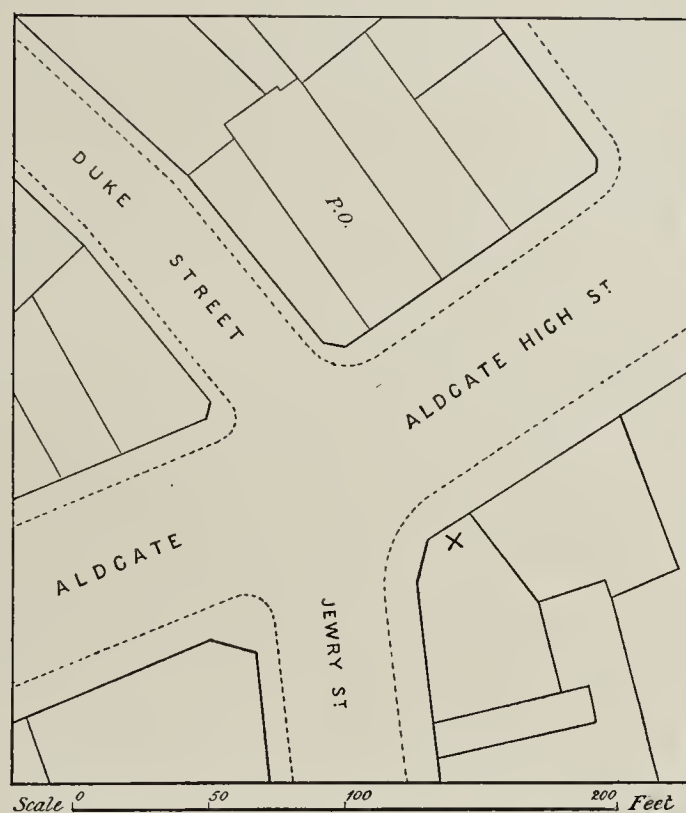 DUKE STREET
P.O.
ALDGATE HIGH ST
ALDGATE
JEWRY ST
X
Scale 0 50 100 200 Feet